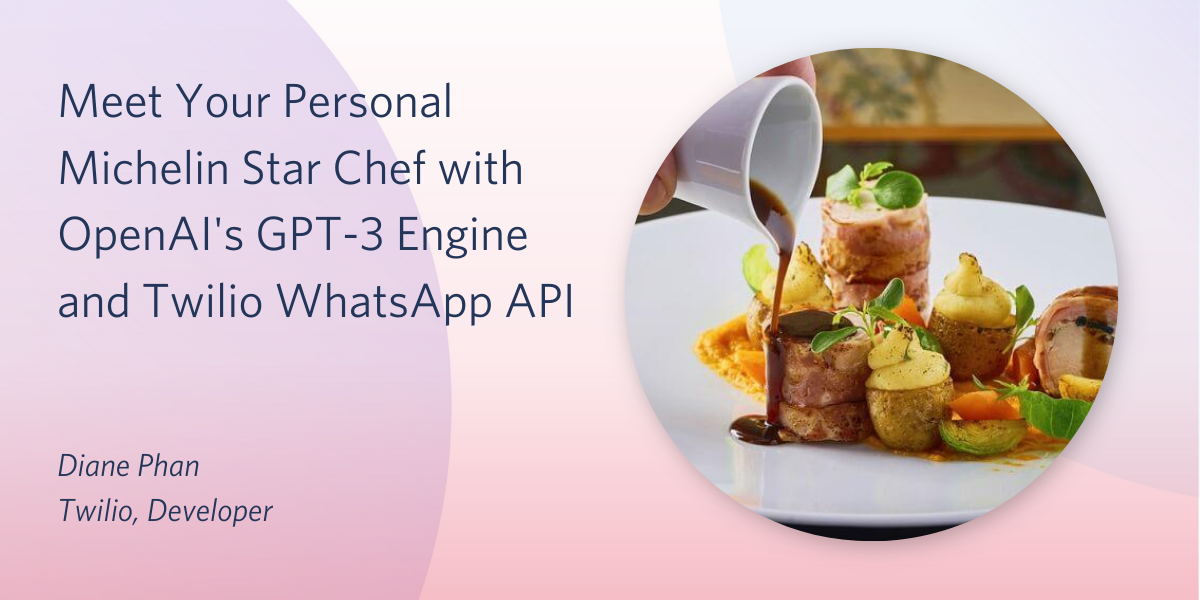 Meet Your Personal
Michelin Star Chef with
OpenAI's GPT-3 Engine
and Twilio WhatsApp API
Diane Phan
Twilio, Developer